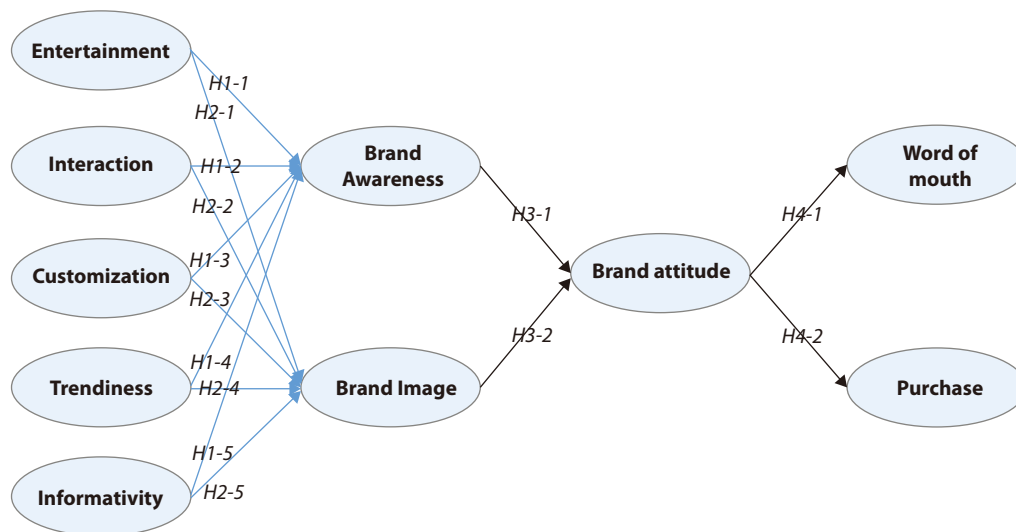 Entertainment
H1-1
H2-1
Interaction
H1-2
H2-2
Brand
Awareness
Word of
mouth
H3-1
H4-1
Customization
H1-3
H2-3
Brand attitude
H3-2
H4-2
Trendiness
H1-4
H2-4
Brand Image
Purchase
H1-5
H2-5
Informativity